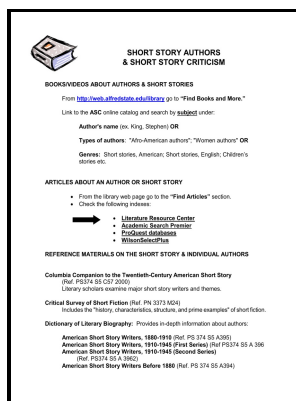 SHORT STORY AUTHORS
& SHORT STORY CRITICISM
BOOKS/VIDEOS ABOUT AUTHORS & SHORT STORIES
From http://web.alfredstate.edu/library go to "Find Books and More."
Link to the ASC online catalog and search by subject under:
Author's name (ex. King, Stephen) OR
Types of authors: "Afro-American authors"; "Women authors" OR
Genres: Short stories, American; Short stories, English; Children's
stories etc.
ARTICLES ABOUT AN AUTHOR OR SHORT STORY
• From the library web page go to the "Find Articles" section.
• Check the following indexes:
• Literature Resource Center
• Academic Search Premier
• ProQuest databases
• WilsonSelectPlus
REFERENCE MATERIALS ON THE SHORT STORY & INDIVIDUAL AUTHORS
Columbia Companion to the Twentieth-Century American Short Story
(Ref. PS374 S5 C57 2000)
Literary scholars examine major short story writers and themes.
Critical Survey of Short Fiction (Ref. PN 3373 M24)
Includes the "history, characteristics, structure, and prime examples" of short fiction.
Dictionary of Literary Biography: Provides in-depth information about authors:
American Short Story Writers, 1880-1910 (Ref. PS 374 S5 A395)
American Short Story Writers, 1910-1945 (First Series) (Ref PS374 S5 A 396
American Short Story Writers, 1910-1945 (Second Series)
(Ref. PS374 S5 A 3962)
American Short Story Writers Before 1880 (Ref. PS 374 S5 A394)